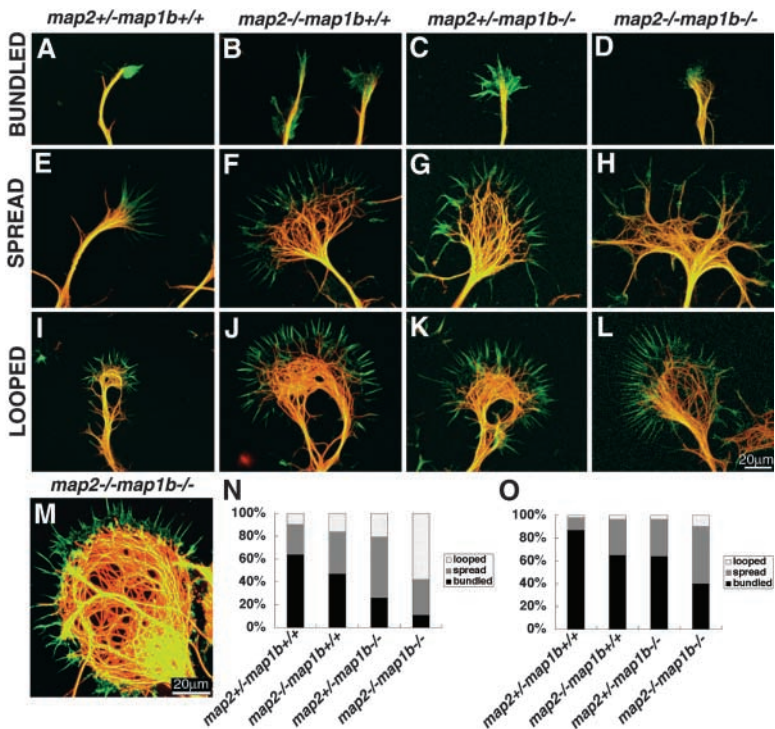 map2+/-map1b+/+ map2-/-map1b+/+ map2+/-map1b-/- map2-/-map1b-/-
BUNDLED
A B C D
SPREAD
E F G H
LOOPED
I J K L
20µm
map2-/-map1b-/-
M
20µm
N
100%
80%
60%
40%
20%
0%
looped
spread
bundled
map2+/-map1b+/+
map2-/-map1b+/+
map2+/-map1b-/-
map2-/-map1b-/-
O
100%
80%
60%
40%
20%
0%
looped
spread
bundled
map2+/-map1b+/+
map2-/-map1b+/+
map2+/-map1b-/-
map2-/-map1b-/-